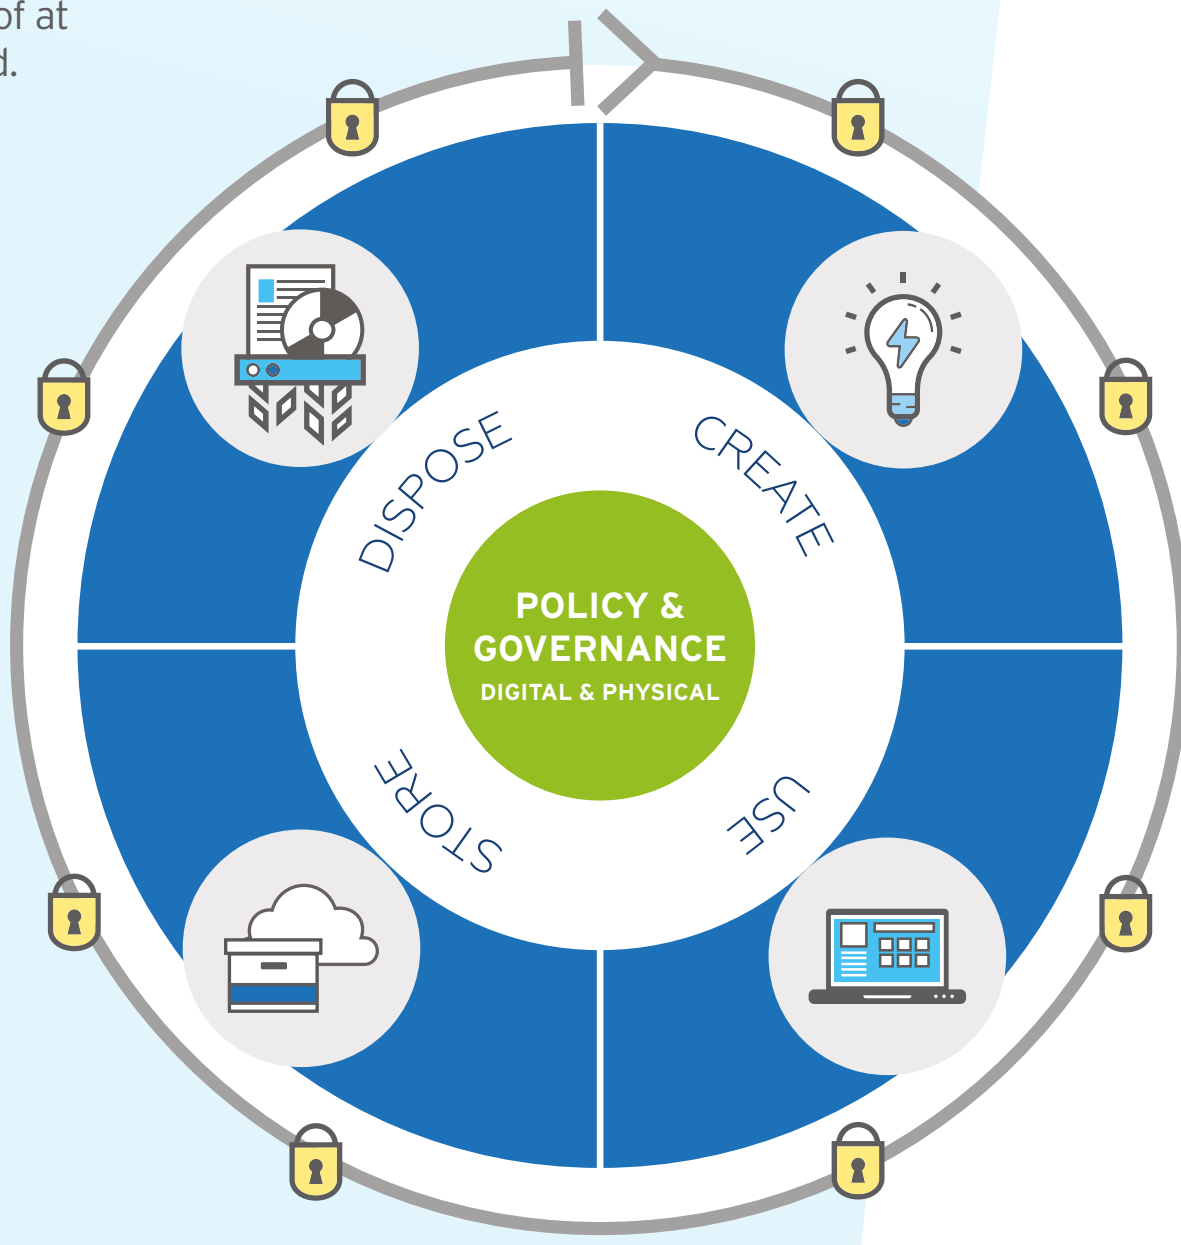 of at
d.
DISPOSE
CREATE
POLICY &
GOVERNANCE
DIGITAL & PHYSICAL
STORE
USE